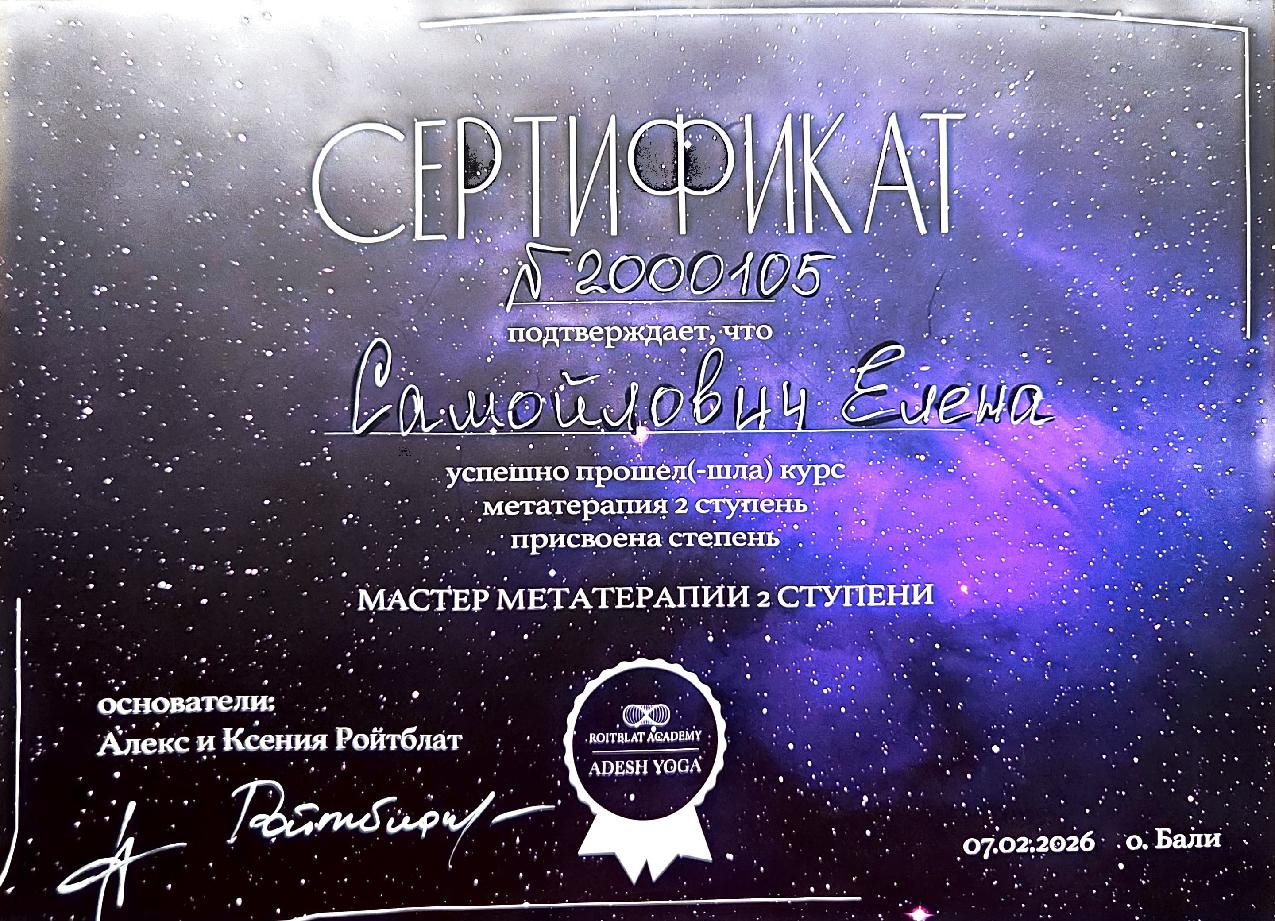 СЕРТИФИКАТ
№ 2000105
подтверждает, что
Самойлович Елена
успешно прошел(-шла) курс
метатерапия 2 ступень
присвоена степень
МАСТЕР МЕТАТЕРАПИИ 2 СТУПЕНИ
основатели:
Алекс и Ксения Ройтблат
Ройтблат
ROITBLAT ACADEMY
ADESH YOGA
07.02.2026 о. Бали